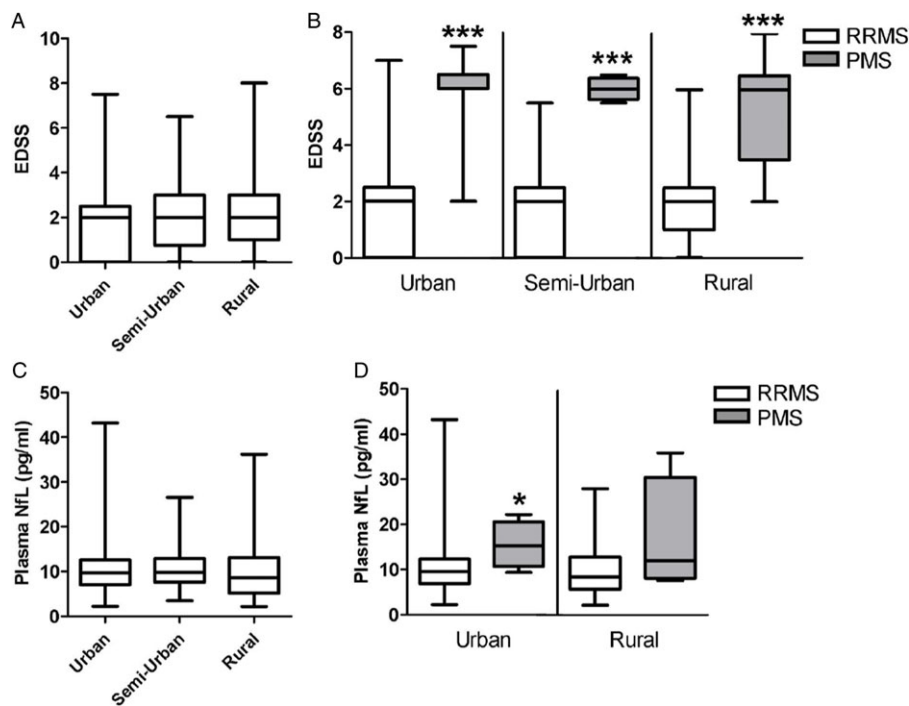 A
10
8
6
4
2
0
EDSS
Urban
Semi-Urban
Rural
B
8
6
4
2
0
EDSS
***
***
***
Urban
Semi-Urban
Rural
RRMS
PMS
C
50
40
30
20
10
0
Plasma NfL (pg/ml)
Urban
Semi-Urban
Rural
D
50
40
30
20
10
0
Plasma NfL (pg/ml)
*
Urban
Rural
RRMS
PMS